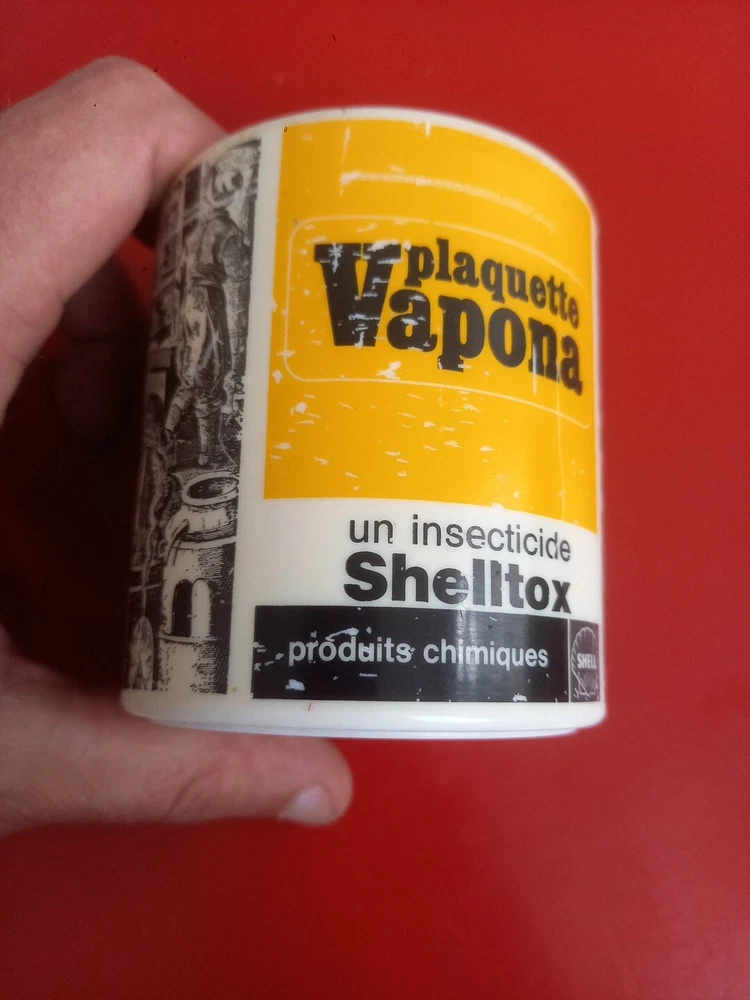 plaquette
Vapona
un insecticide
Shelltox
produits chimiques
SHELL